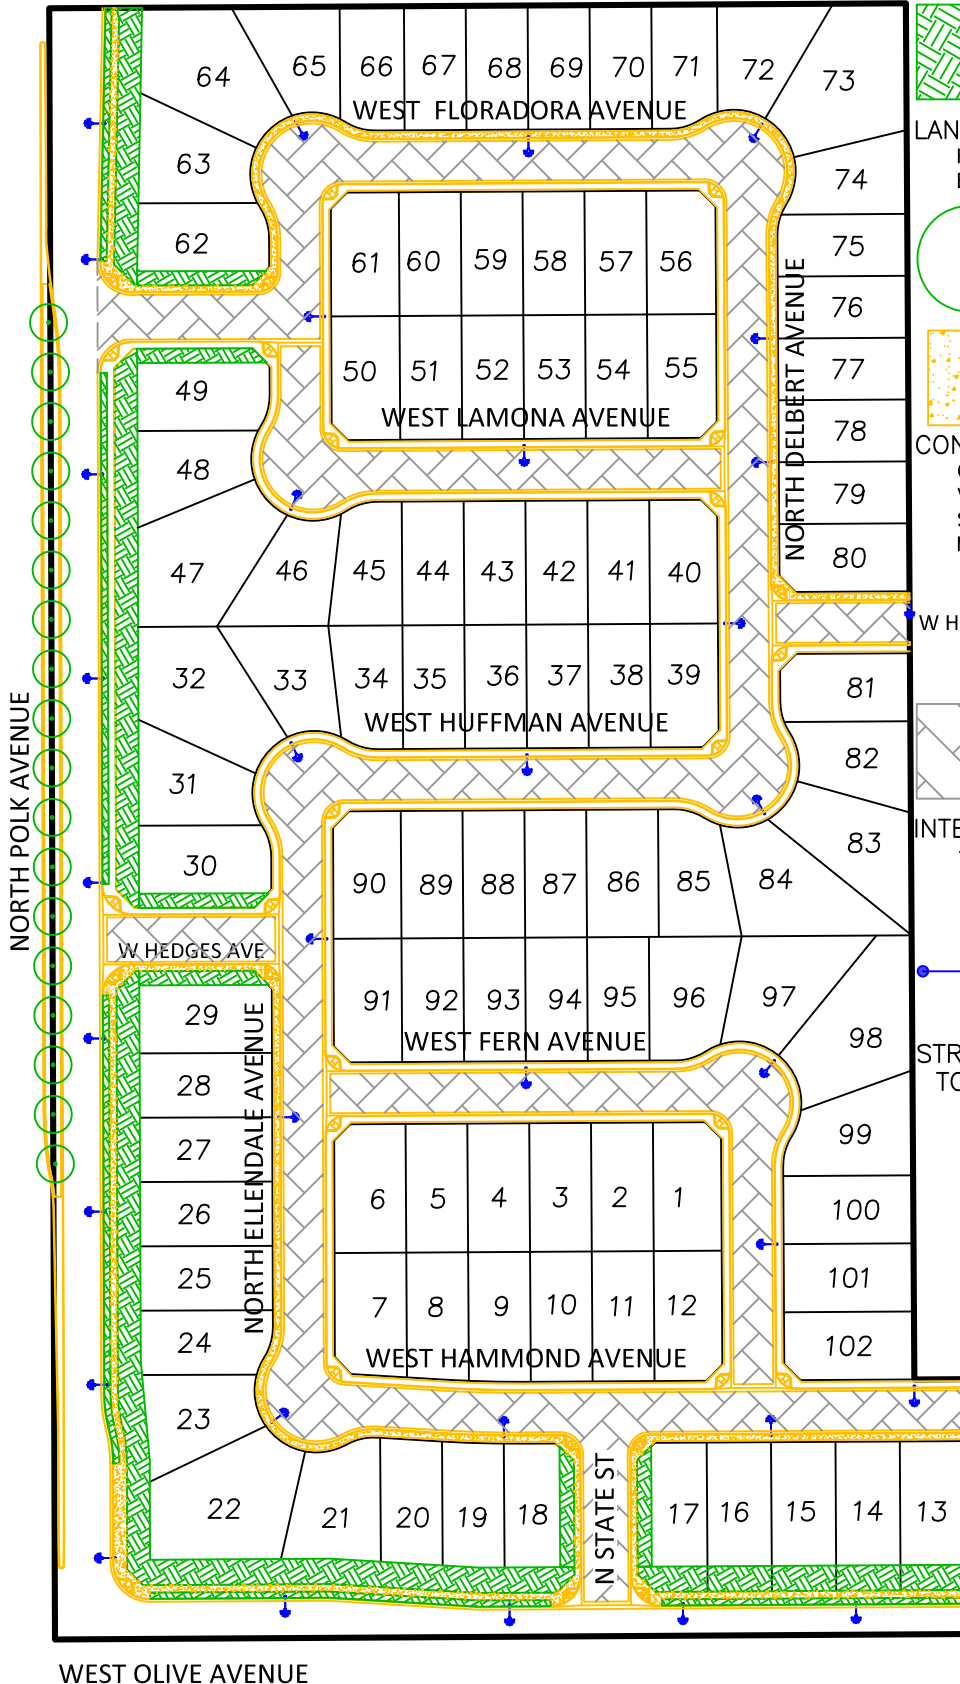 64 65 66 67 68 69 70 71 72 73
WEST FLORADORA AVENUE
LAN
63 74
62 61 60 59 58 57 56 75
76
NORTH DELBERT AVENUE
49 50 51 52 53 54 55 77
WEST LAMONA AVENUE
78
CON
48 79
47 46 45 44 43 42 41 40 80
W H
32 33 34 35 36 37 38 39 81
WEST HUFFMAN AVENUE
NORTH POLK AVENUE
31 82
INTE
83
30 90 89 88 87 86 85 84
W HEDGES AVE
29 91 92 93 94 95 96 97
98
WEST FERN AVENUE
STR
TO
NORTH ELLENDALE AVENUE
28
27 99
26 6 5 4 3 2 1 100
25 101
24 7 8 9 10 11 12 102
WEST HAMMOND AVENUE
23
N STATE ST
22 21 20 19 18 17 16 15 14 13
WEST OLIVE AVENUE